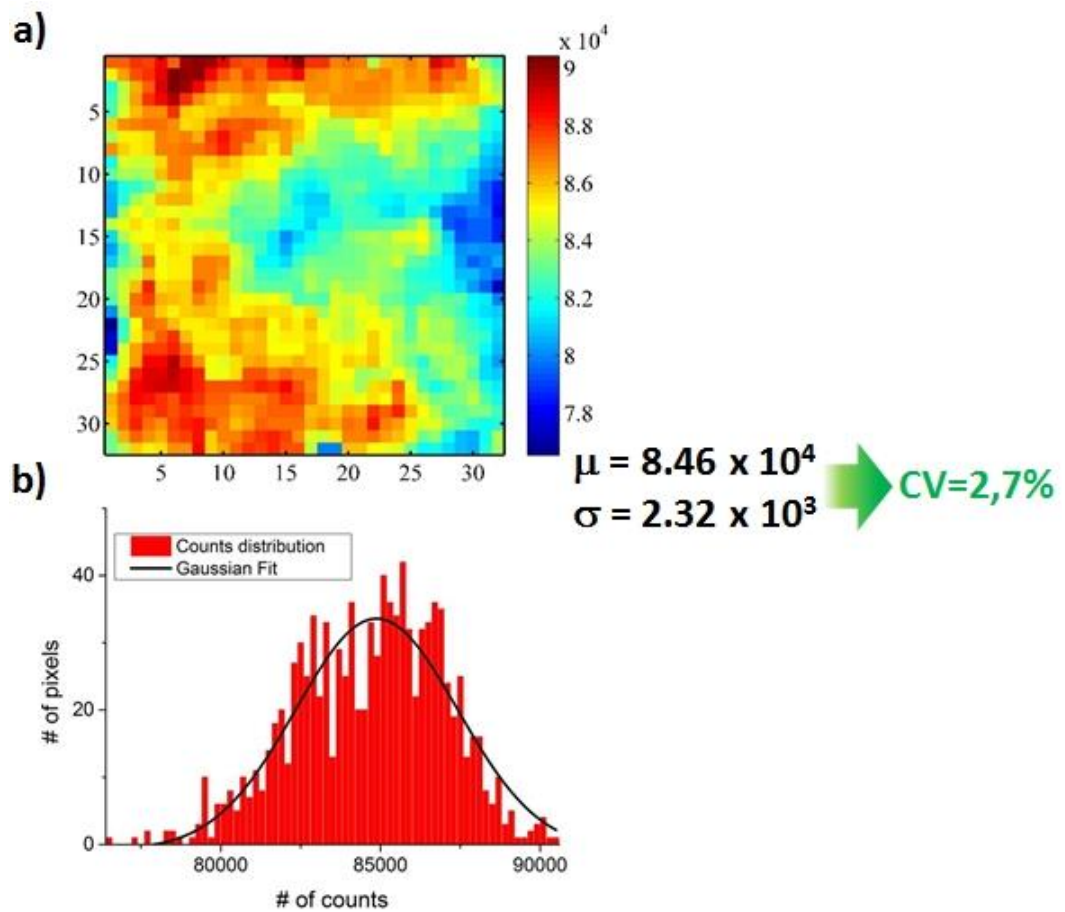 a)
x 10⁴
9
8.8
8.6
8.4
8.2
8
7.8
5
10
15
20
25
30
5 10 15 20 25 30
μ = 8.46 x 10⁴
σ = 2.32 x 10³
CV=2,7%
b)
Counts distribution
Gaussian Fit
40
20
0
# of pixels
80000 85000 90000
# of counts